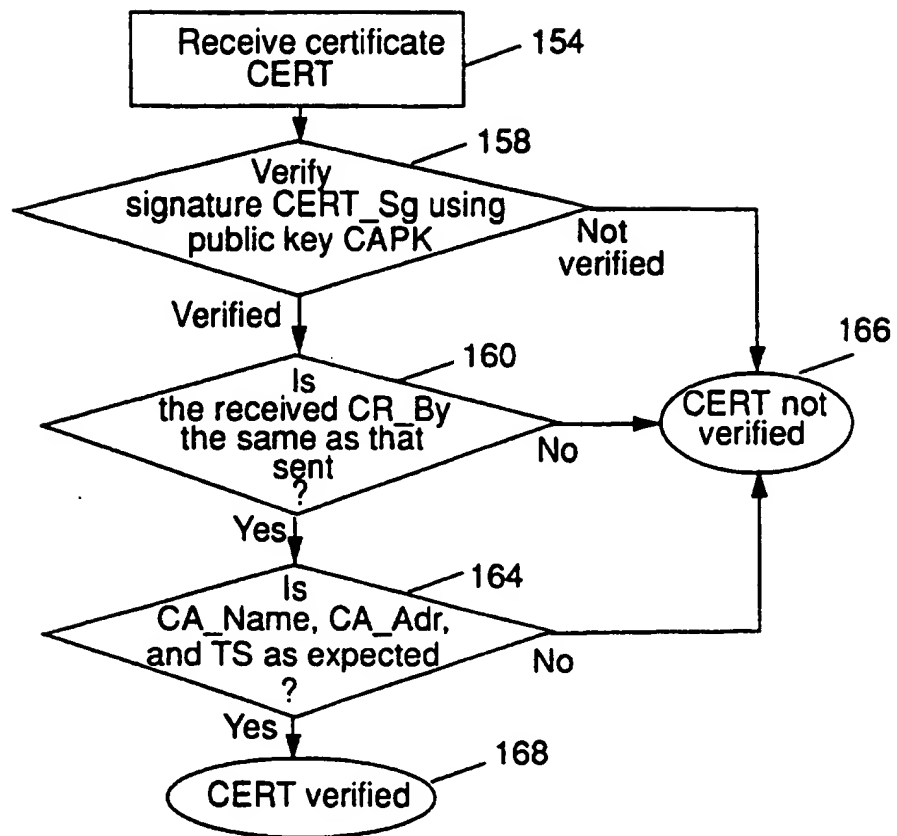 Receive certificate
CERT
154
158
Verify
signature CERT_Sg using
public key CAPK
Not
verified
Verified
160
166
Is
the received CR_By
the same as that
sent
?
CERT not
verified
No
Yes
164
Is
CA_Name, CA_Adr,
and TS as expected
?
No
Yes
168
CERT verified